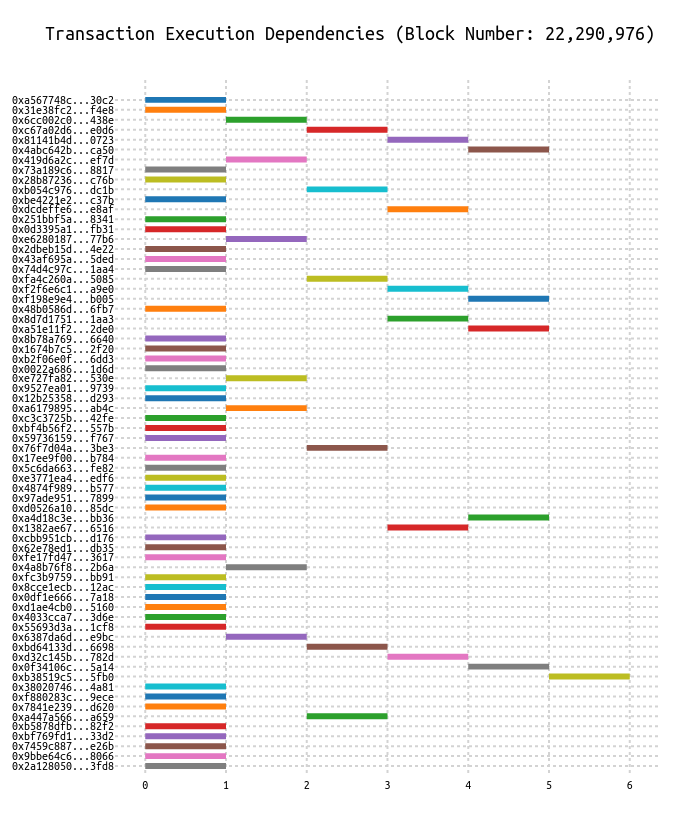 Transaction Execution Dependencies (Block Number: 22,290,976)
0xa567748c...30c2
0x31e38fc2...f4e8
0x6cc002c0...438e
0xc67a02d6...e0d6
0x81141b4d...0723
0x4abc642b...ca50
0x419d6a2c...ef7d
0x73a189c6...8817
0x28b87236...c76b
0xb054c976...dc1b
0xbe4221e2...c37b
0xdcdeffe6...e8af
0x251bbf5a...8341
0x0d3395a1...fb31
0xe6280187...77b6
0x2dbeb15d...4e22
0x43af695a...5ded
0x74d4c97c...1aa4
0xfa4c260a...5085
0xf2f6e6c1...a9e0
0xf198e9e4...b005
0x48b0586d...6fb7
0x8d7d1751...1aa3
0xa51e11f2...2de0
0x8b78a769...6640
0x1674b7c5...2f20
0xb2f06e0f...6dd3
0x0022a686...1d6d
0xe727fa82...530e
0x9527ea01...9739
0x12b25358...d293
0xa6179895...ab4c
0xc3c3725b...42fe
0xbf4b56f2...557b
0x59736159...f767
0x76f7d04a...3be3
0x17ee9f00...b784
0x5c6da663...fe82
0xe3771ea4...edf6
0x4874f989...b577
0x97ade951...7899
0xd0526a10...85dc
0xa4d18c3e...bb36
0x1382ae67...6516
0xcbb951cb...d176
0x62e78ed1...db35
0xfe17fd47...3617
0x4a8b76f8...2b6a
0xfc3b9759...bb91
0x8cce1ecb...12ac
0x0df1e666...7a18
0xd1ae4cb0...5160
0x4033cca7...3d6e
0x55693d3a...1cf8
0x6387da6d...e9bc
0xbd64133d...6698
0xd32c145b...782d
0x0f34106c...5a14
0xb38519c5...5fb0
0x38020746...4a81
0xf880283c...9ece
0x7841e239...d620
0xa447a566...a659
0xb5878dfb...82f2
0xbf769fd1...33d2
0x7459c887...e26b
0x9bbe64c6...8066
0x2a128050...3fd8
0 1 2 3 4 5 6